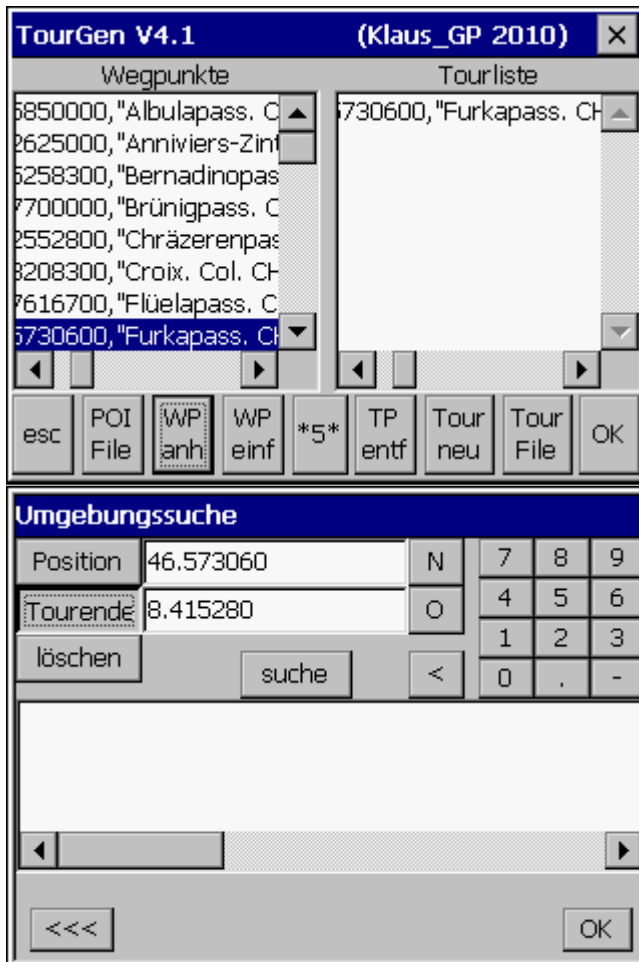 TourGen V4.1 (Klaus_GP 2010)
Wegpunkte Tourliste
5850000,"Albulapass. C
2625000,"Anniviers-Zin
5258300,"Bernadinopas
7700000,"Brünigpass. C
2552800,"Chräzerenpas
3208300,"Croix. Col. CH
7616700,"Flüelapass. C
5730600,"Furkapass. CH
5730600,"Furkapass. CH
esc POI File WP anh WP einf *5* TP entf Tour neu Tour File OK
Umgebungssuche
Position 46.573060 N 7 8 9
Tourende 8.415280 O 4 5 6
löschen suche < 1 2 3
0 . -
<<< OK